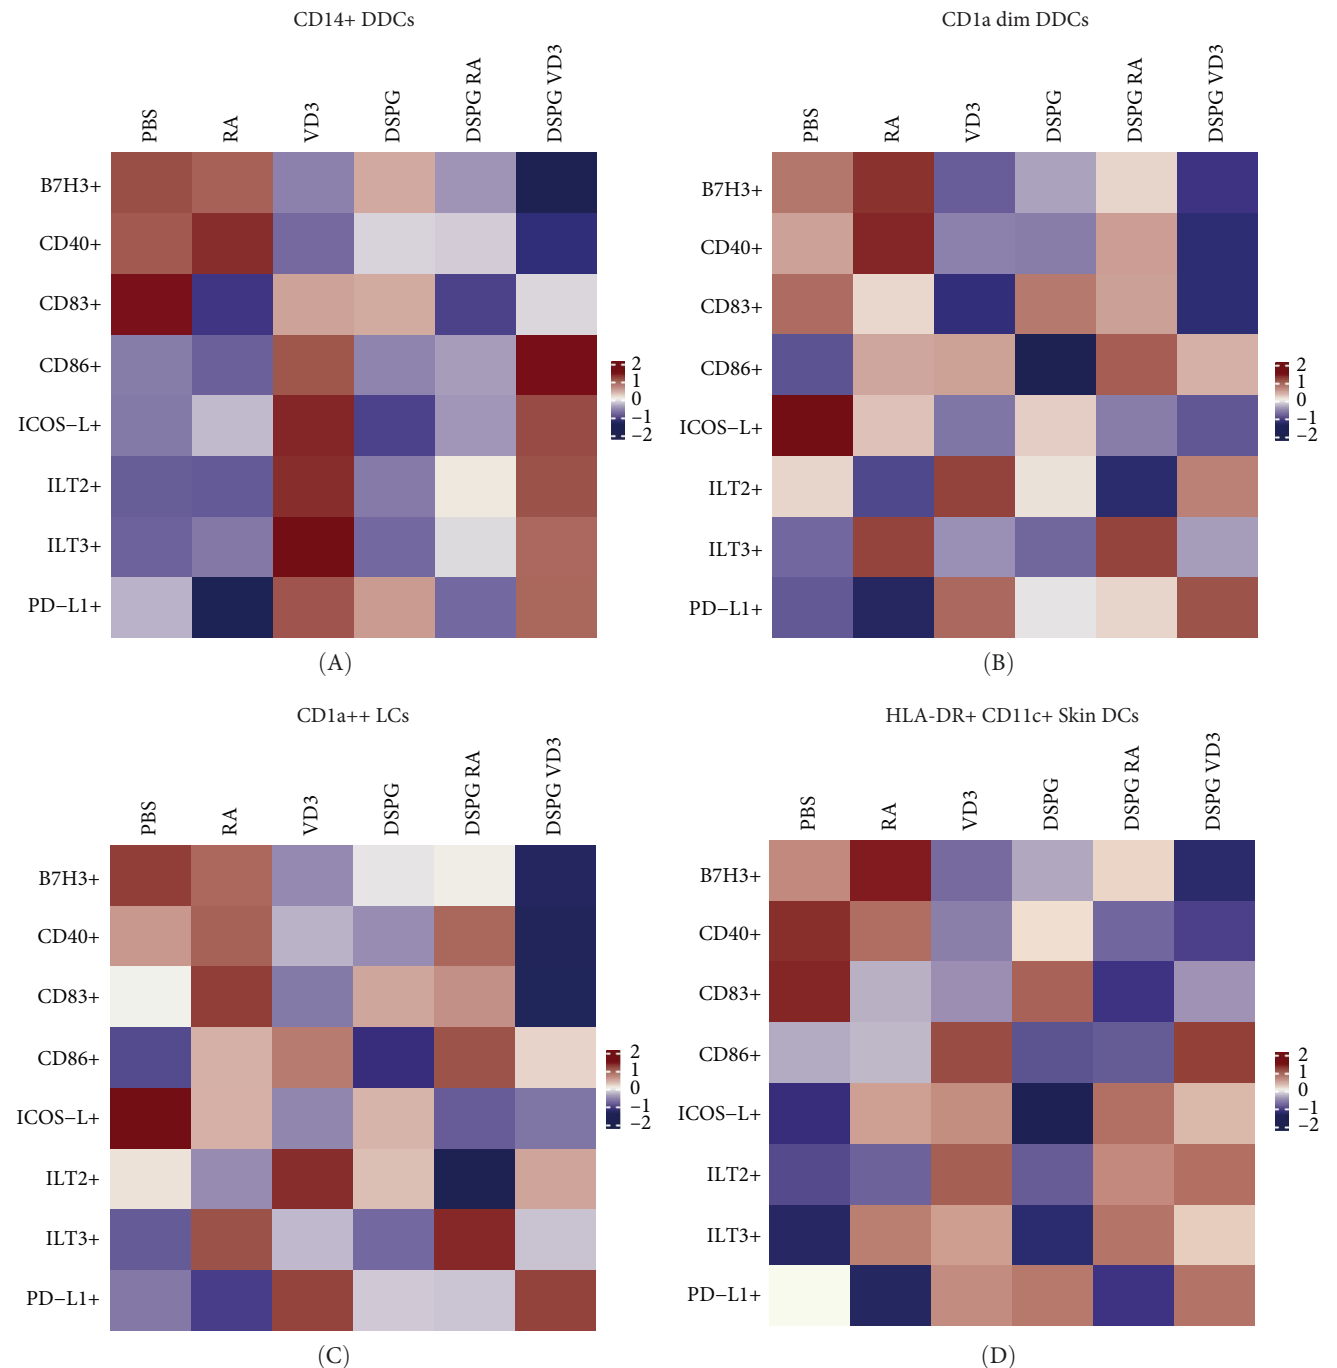 CD14+ DDCs
PBS
RA
VD3
DSPG
DSPG RA
DSPG VD3
B7H3+
CD40+
CD83+
CD86+
ICOS−L+
ILT2+
ILT3+
PD−L1+
2
1
0
−1
−2
(A)
CD1a dim DDCs
PBS
RA
VD3
DSPG
DSPG RA
DSPG VD3
B7H3+
CD40+
CD83+
CD86+
ICOS−L+
ILT2+
ILT3+
PD−L1+
2
1
0
−1
−2
(B)
CD1a++ LCs
PBS
RA
VD3
DSPG
DSPG RA
DSPG VD3
B7H3+
CD40+
CD83+
CD86+
ICOS−L+
ILT2+
ILT3+
PD−L1+
2
1
0
−1
−2
(C)
HLA-DR+ CD11c+ Skin DCs
PBS
RA
VD3
DSPG
DSPG RA
DSPG VD3
B7H3+
CD40+
CD83+
CD86+
ICOS−L+
ILT2+
ILT3+
PD−L1+
2
1
0
−1
−2
(D)